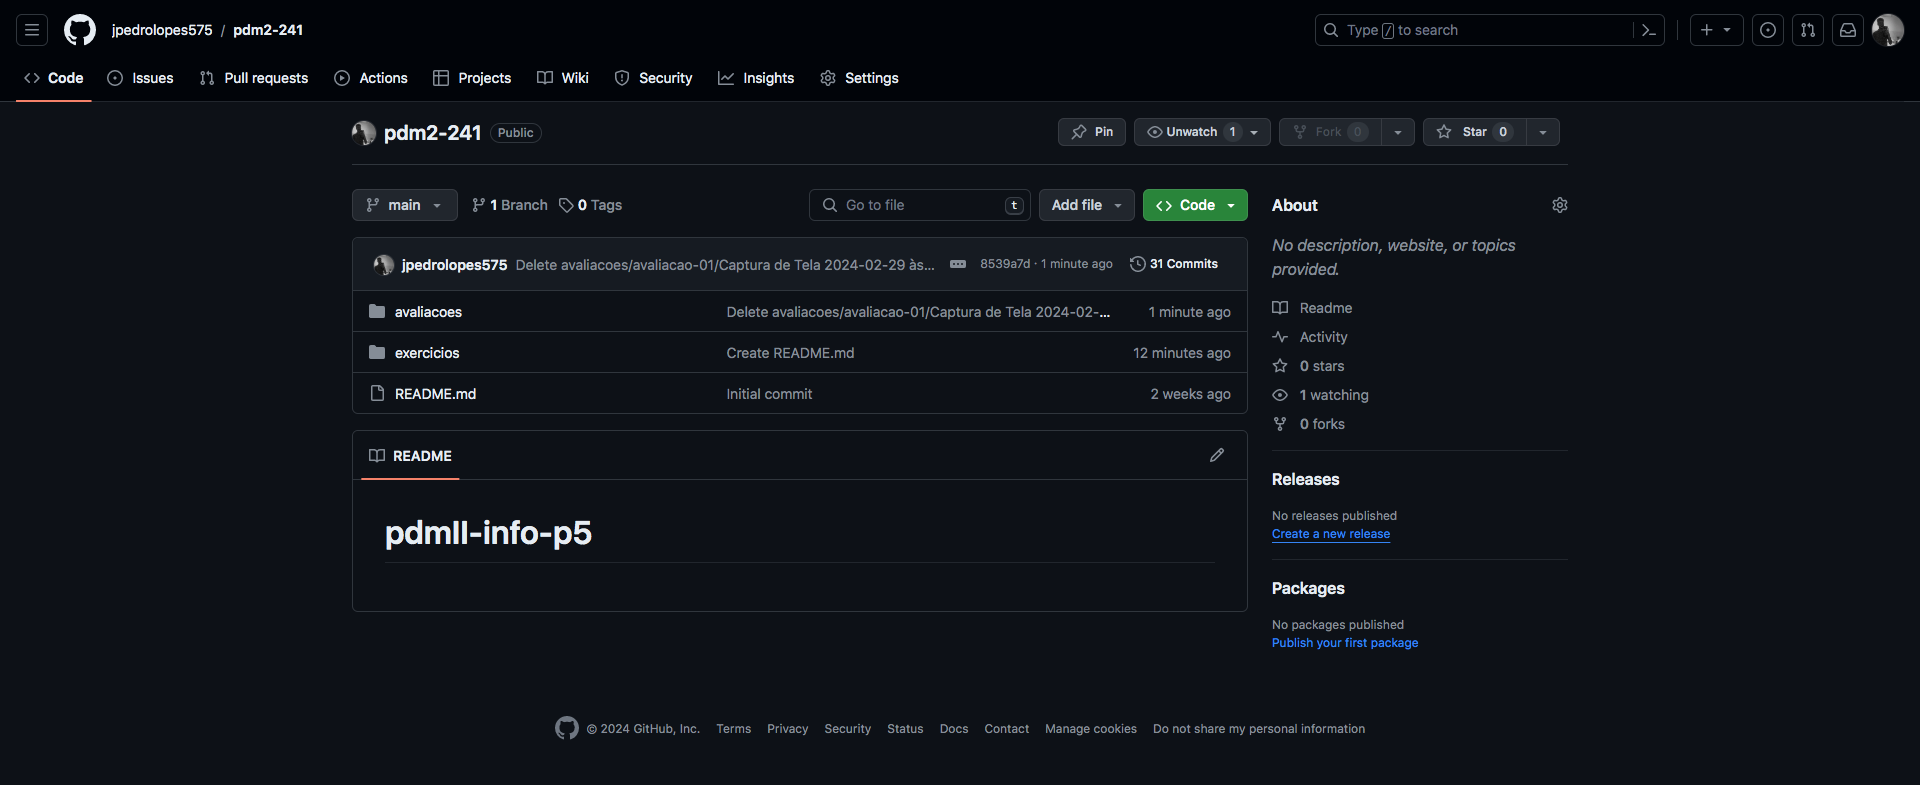 jpedrolopes575 / pdm2-241
Type / to search
Code Issues Pull requests Actions Projects Wiki Security Insights Settings
pdm2-241 Public
Pin Unwatch 1 Fork 0 Star 0
main 1 Branch 0 Tags Go to file t Add file Code
jpedrolopes575 Delete avaliacoes/avaliacao-01/Captura de Tela 2024-02-29 às... 8539a7d · 1 minute ago 31 Commits
avaliacoes Delete avaliacoes/avaliacao-01/Captura de Tela 2024-02-... 1 minute ago
exercicios Create README.md 12 minutes ago
README.md Initial commit 2 weeks ago
README
pdmII-info-p5
About
No description, website, or topics
provided.
Readme
Activity
0 stars
1 watching
0 forks
Releases
No releases published
Create a new release
Packages
No packages published
Publish your first package
© 2024 GitHub, Inc. Terms Privacy Security Status Docs Contact Manage cookies Do not share my personal information